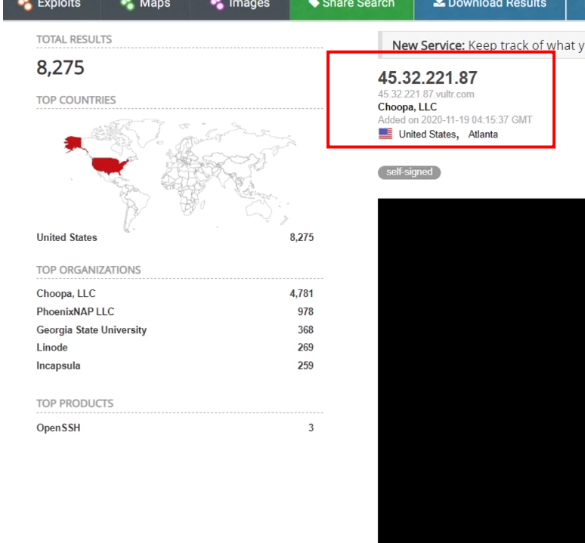 Exploits Maps Images Share Search Download Results
TOTAL RESULTS
8,275
TOP COUNTRIES
United States 8,275
TOP ORGANIZATIONS
Choopa, LLC 4,781
PhoenixNAP LLC 978
Georgia State University 368
Linode 269
Incapsula 259
TOP PRODUCTS
OpenSSH 3
New Service: Keep track of what y
45.32.221.87
45.32.221.87.vultr.com
Choopa, LLC
Added on 2020-11-19 04:15:37 GMT
United States, Atlanta
self-signed